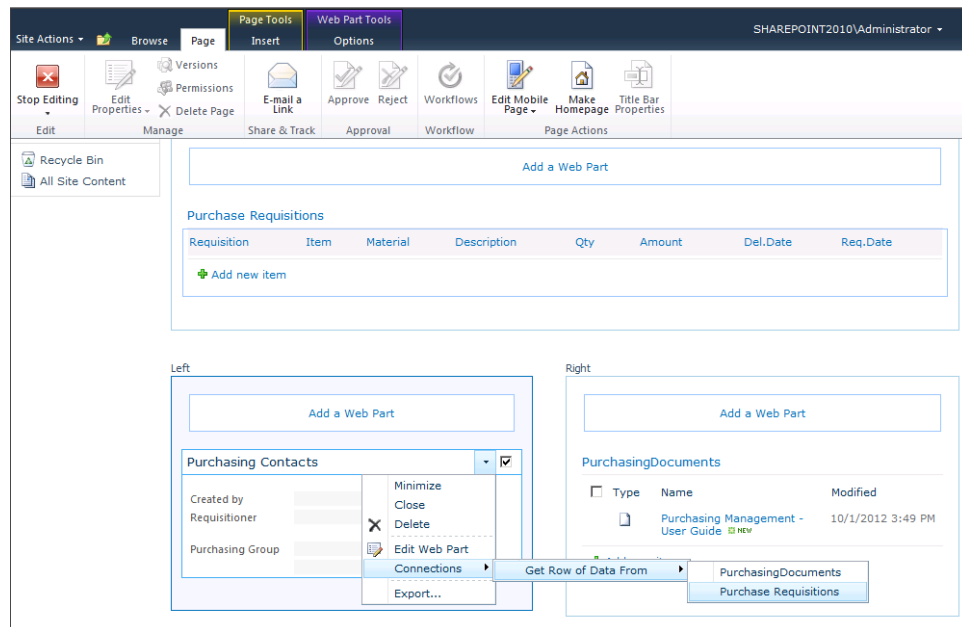 Page Tools Web Part Tools
Site Actions Browse Page Insert Options SHAREPOINT2010\Administrator
Versions
Permissions
Delete Page
Stop Editing
Edit Properties
E-mail a Link
Approve Reject
Workflows
Edit Mobile Page
Make Homepage
Title Bar Properties
Edit Manage Share & Track Approval Workflow Page Actions
Recycle Bin
All Site Content
Add a Web Part
Purchase Requisitions
Requisition Item Material Description Qty Amount Del.Date Req.Date
Add new item
Left
Add a Web Part
Purchasing Contacts
Created by
Requisitioner
Purchasing Group
Minimize
Close
Delete
Edit Web Part
Connections
Export...
Get Row of Data From
PurchasingDocuments
Purchase Requisitions
Right
Add a Web Part
PurchasingDocuments
Type Name Modified
Purchasing Management - 10/1/2012 3:49 PM
User Guide NEW